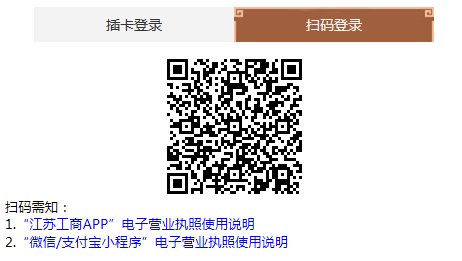 插卡登录
扫码登录
扫码需知：
1.“江苏工商APP”电子营业执照使用说明
2.“微信/支付宝小程序”电子营业执照使用说明